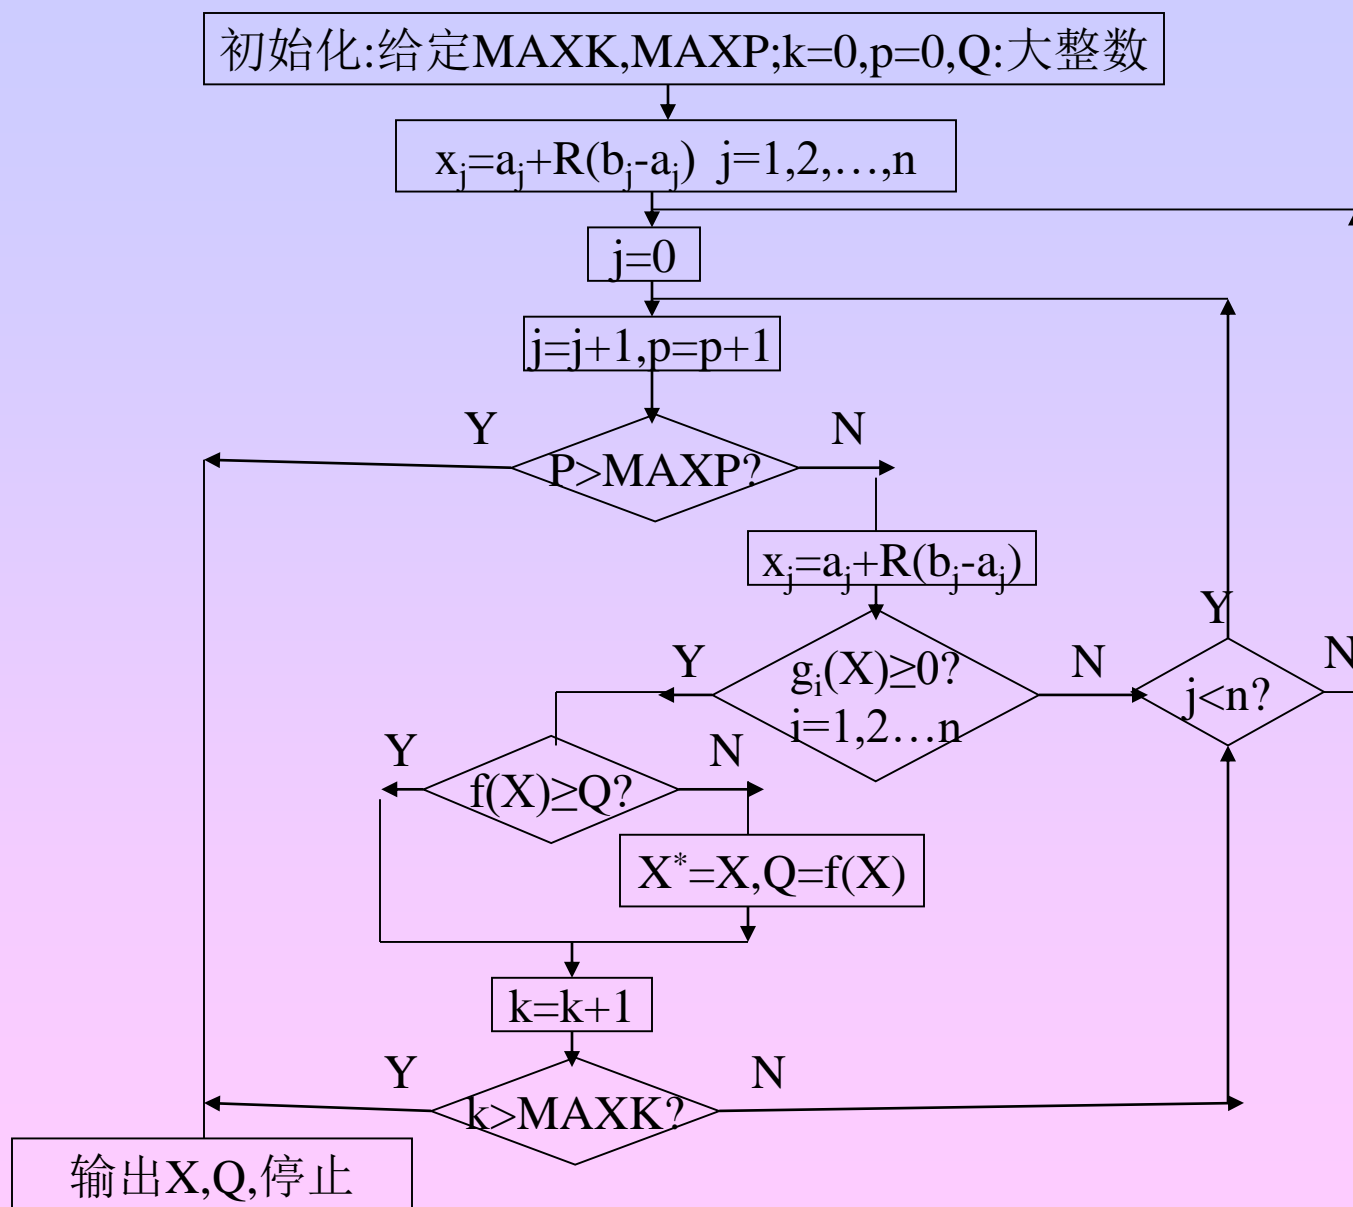 初始化:给定MAXK,MAXP;k=0,p=0,Q:大整数
xj=aj+R(bj-aj) j=1,2,…,n
j=0
j=j+1,p=p+1
Y
N
P>MAXP?
xj=aj+R(bj-aj)
Y
Y
gi(X)≥0?
i=1,2…n
N
j<n?
N
Y
N
f(X)≥Q?
X*=X,Q=f(X)
k=k+1
Y
N
k>MAXK?
输出X,Q,停止